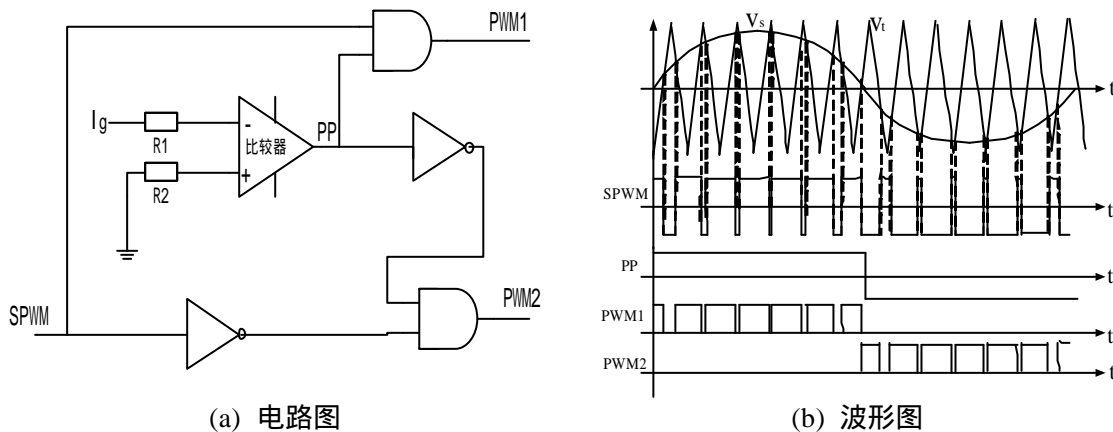 PWM1
Ig
R1
-
比较器
PP
R2
+
SPWM
PWM2
(a) 电路图
Vs
Vt
t
SPWM
t
PP
t
PWM1
t
PWM2
t
(b) 波形图